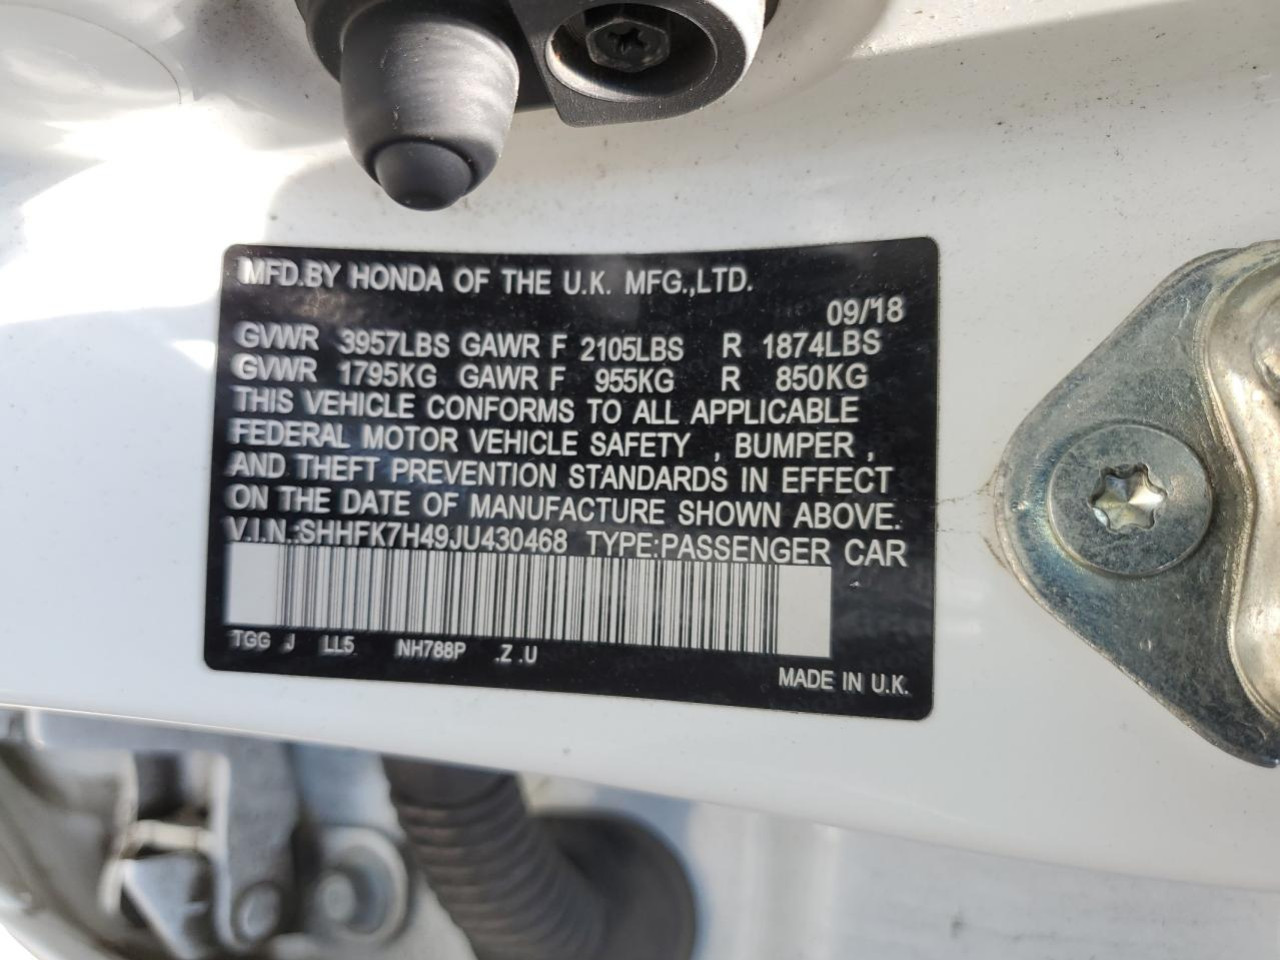 MFD.BY HONDA OF THE U.K. MFG.,LTD.
09/18
GVWR 3957LBS GAWR F 2105LBS R 1874LBS
GVWR 1795KG GAWR F 955KG R 850KG
THIS VEHICLE CONFORMS TO ALL APPLICABLE
FEDERAL MOTOR VEHICLE SAFETY , BUMPER ,
AND THEFT PREVENTION STANDARDS IN EFFECT
ON THE DATE OF MANUFACTURE SHOWN ABOVE.
V.I.N.:SHHFK7H49JU430468 TYPE:PASSENGER CAR
TGG J LL5 NH788P .Z .U
MADE IN U.K.